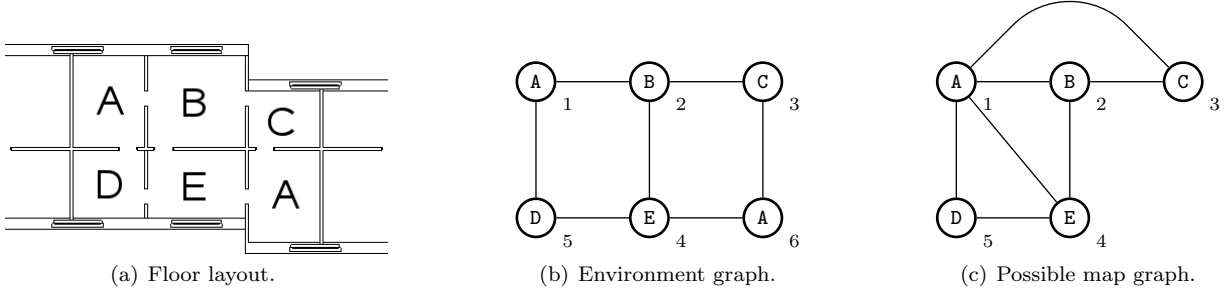 A B C
D E A
(a) Floor layout.
A B C
1 2 3
D E A
5 4 6
(b) Environment graph.
A B C
1 2 3
D E
5 4
(c) Possible map graph.